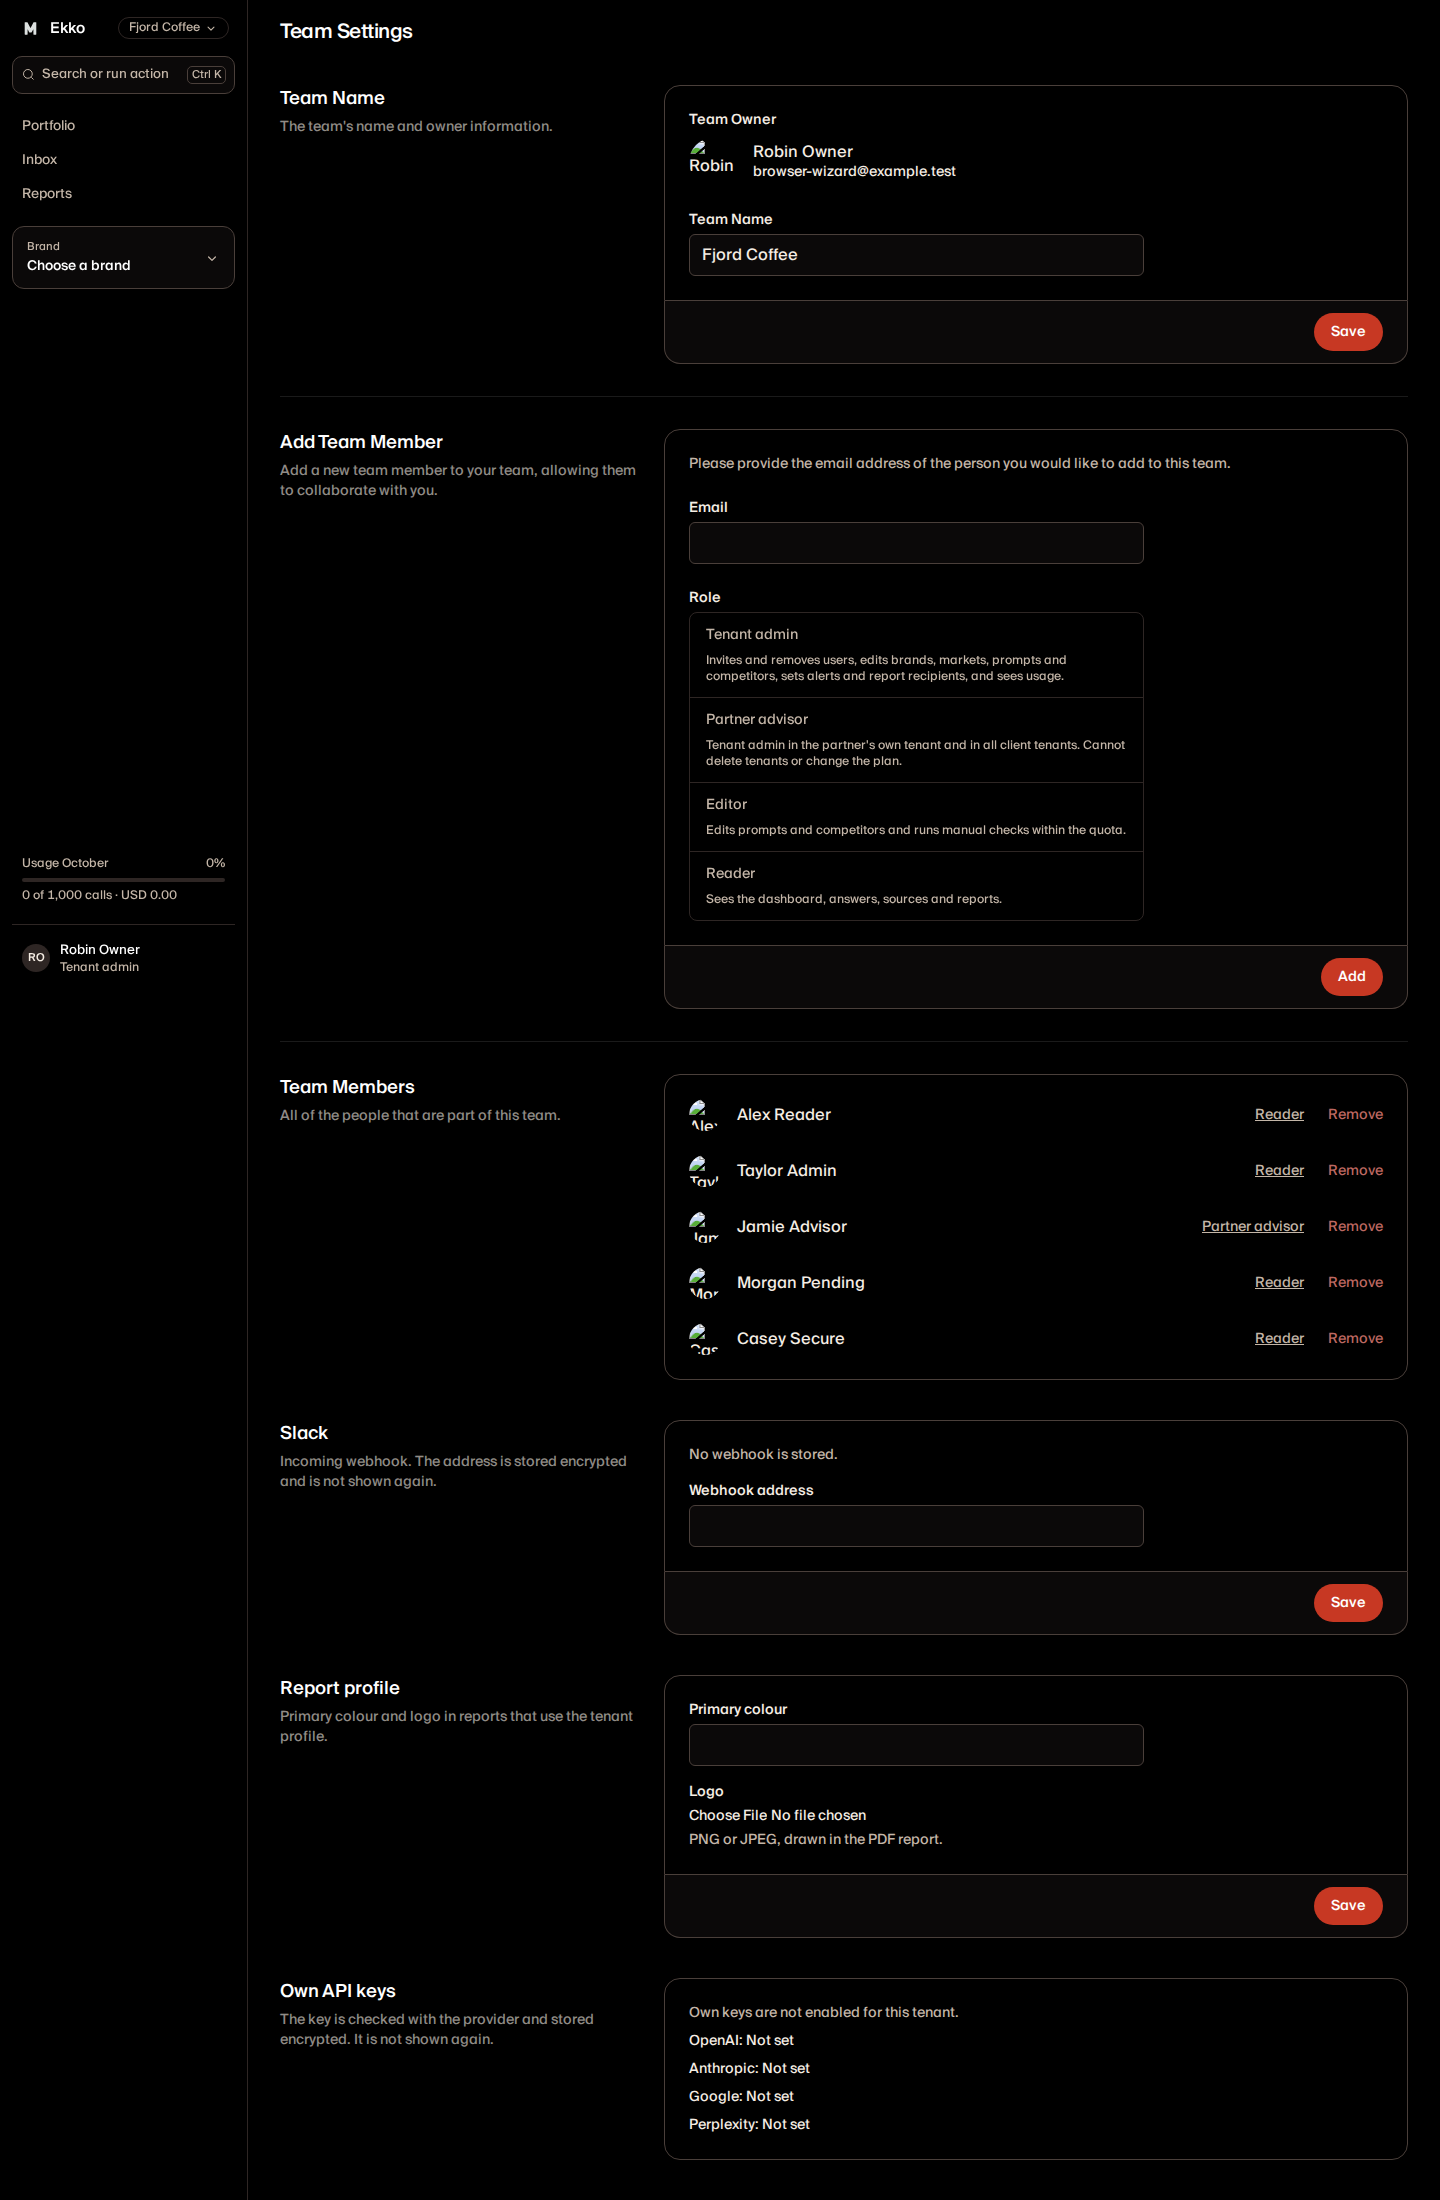 Ekko
Fjord Coffee
Search or run action
Ctrl K
Portfolio
Inbox
Reports
Brand
Choose a brand
Usage October
0%
0 of 1,000 calls · USD 0.00
RO
Robin Owner
Tenant admin
Team Settings
Team Name
The team's name and owner information.
Team Owner
Robin
Robin Owner
browser-wizard@example.test
Team Name
Fjord Coffee
Save
Add Team Member
Add a new team member to your team, allowing them
to collaborate with you.
Please provide the email address of the person you would like to add to this team.
Email
Role
Tenant admin
Invites and removes users, edits brands, markets, prompts and
competitors, sets alerts and report recipients, and sees usage.
Partner advisor
Tenant admin in the partner's own tenant and in all client tenants. Cannot
delete tenants or change the plan.
Editor
Edits prompts and competitors and runs manual checks within the quota.
Reader
Sees the dashboard, answers, sources and reports.
Add
Team Members
All of the people that are part of this team.
Alex Reader
Reader
Remove
Taylor Admin
Reader
Remove
Jamie Advisor
Partner advisor
Remove
Morgan Pending
Reader
Remove
Casey Secure
Reader
Remove
Slack
Incoming webhook. The address is stored encrypted
and is not shown again.
No webhook is stored.
Webhook address
Save
Report profile
Primary colour and logo in reports that use the tenant
profile.
Primary colour
Logo
Choose File No file chosen
PNG or JPEG, drawn in the PDF report.
Save
Own API keys
The key is checked with the provider and stored
encrypted. It is not shown again.
Own keys are not enabled for this tenant.
OpenAI: Not set
Anthropic: Not set
Google: Not set
Perplexity: Not set